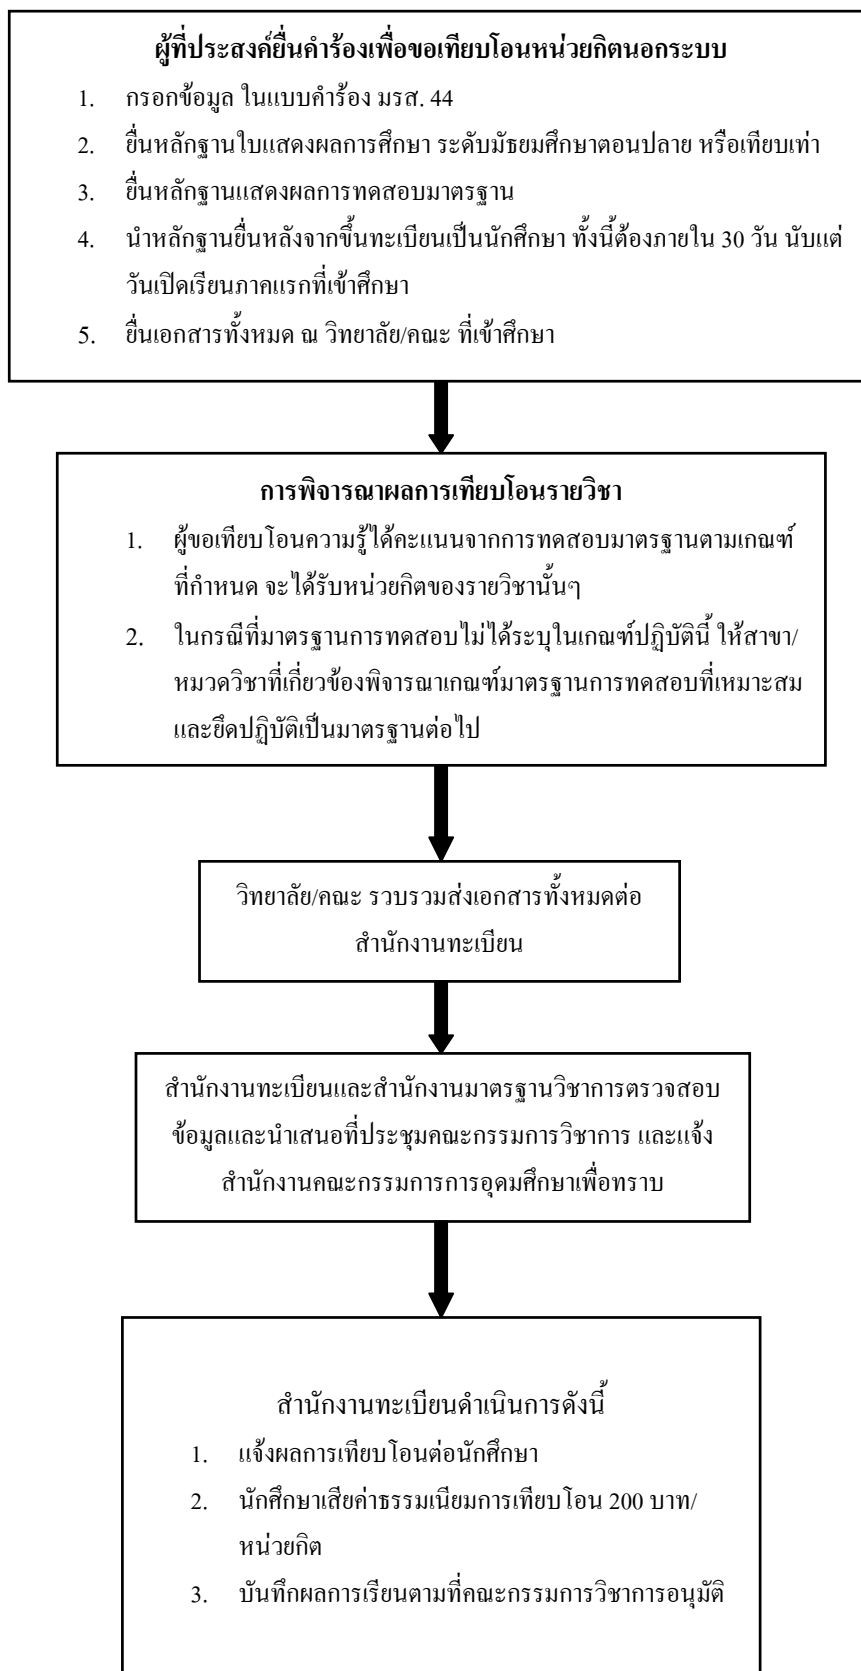 ผู้ที่ประสงค์ยื่นคำร้องเพื่อขอเทียบโอนหน่วยกิตนอกระบบ
1. กรอกข้อมูล ในแบบคำร้อง มรส. 44
2. ยื่นหลักฐานใบแสดงผลการศึกษา ระดับมัธยมศึกษาตอนปลาย หรือเทียบเท่า
3. ยื่นหลักฐานแสดงผลการทดสอบมาตรฐาน
4. นำหลักฐานยื่นหลังจากขึ้นทะเบียนเป็นนักศึกษา ทั้งนี้ต้องภายใน 30 วัน นับแต่
วันเปิดเรียนภาคแรกที่เข้าศึกษา
5. ยื่นเอกสารทั้งหมด ณ วิทยาลัย/คณะ ที่เข้าศึกษา
การพิจารณาผลการเทียบโอนรายวิชา
1. ผู้ขอเทียบโอนความรู้ได้คะแนนจากการทดสอบมาตรฐานตามเกณฑ์
ที่กำหนด จะได้รับหน่วยกิตของรายวิชานั้นๆ
2. ในกรณีที่มาตรฐานการทดสอบไม่ได้ระบุในเกณฑ์ปฏิบัตินี้ ให้สาขา/
หมวดวิชาที่เกี่ยวข้องพิจารณาเกณฑ์มาตรฐานการทดสอบที่เหมาะสม
และยึดปฏิบัติเป็นมาตรฐานต่อไป
วิทยาลัย/คณะ รวบรวมส่งเอกสารทั้งหมดต่อ
สำนักงานทะเบียน
สำนักงานทะเบียนและสำนักงานมาตรฐานวิชาการตรวจสอบ
ข้อมูลและนำเสนอที่ประชุมคณะกรรมการวิชาการ และแจ้ง
สำนักงานคณะกรรมการการอุดมศึกษาเพื่อทราบ
สำนักงานทะเบียนดำเนินการดังนี้
1. แจ้งผลการเทียบโอนต่อนักศึกษา
2. นักศึกษาเสียค่าธรรมเนียมการเทียบโอน 200 บาท/
หน่วยกิต
3. บันทึกผลการเรียนตามที่คณะกรรมการวิชาการอนุมัติ